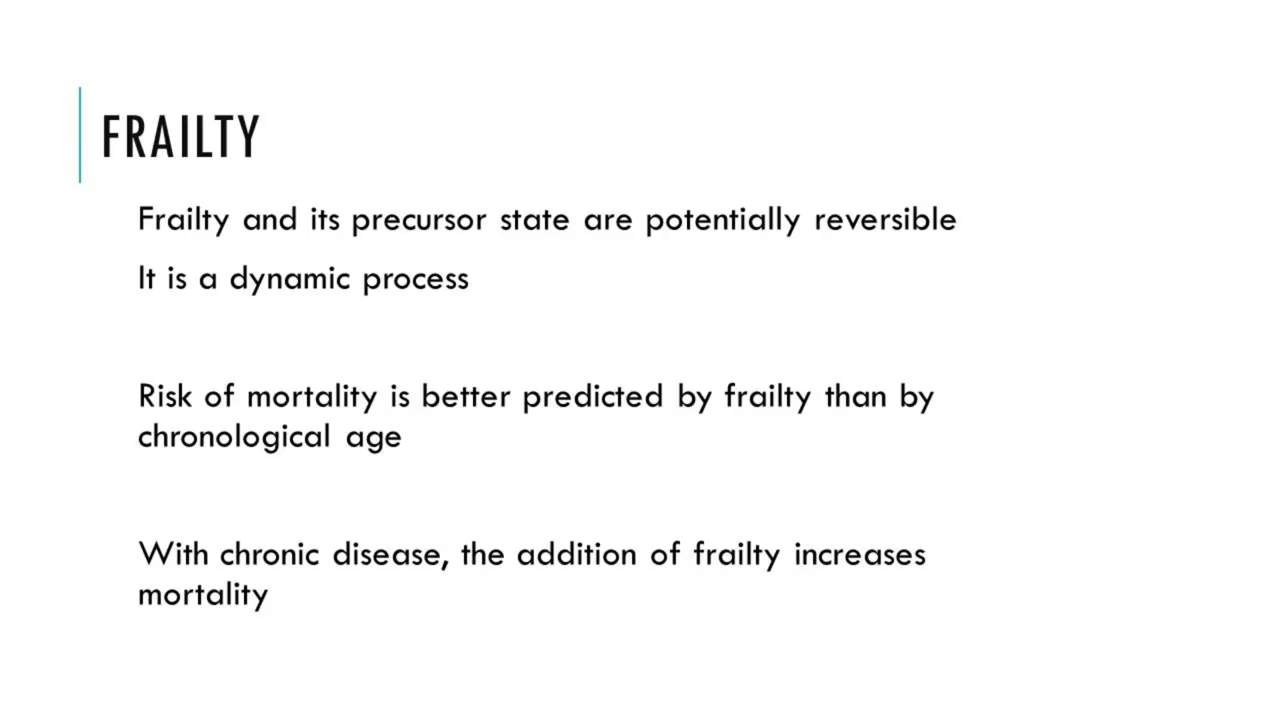 FRAILTY
Frailty and its precursor state are potentially reversible
It is a dynamic process
Risk of mortality is better predicted by frailty than by
chronological age
With chronic disease, the addition of frailty increases
mortality